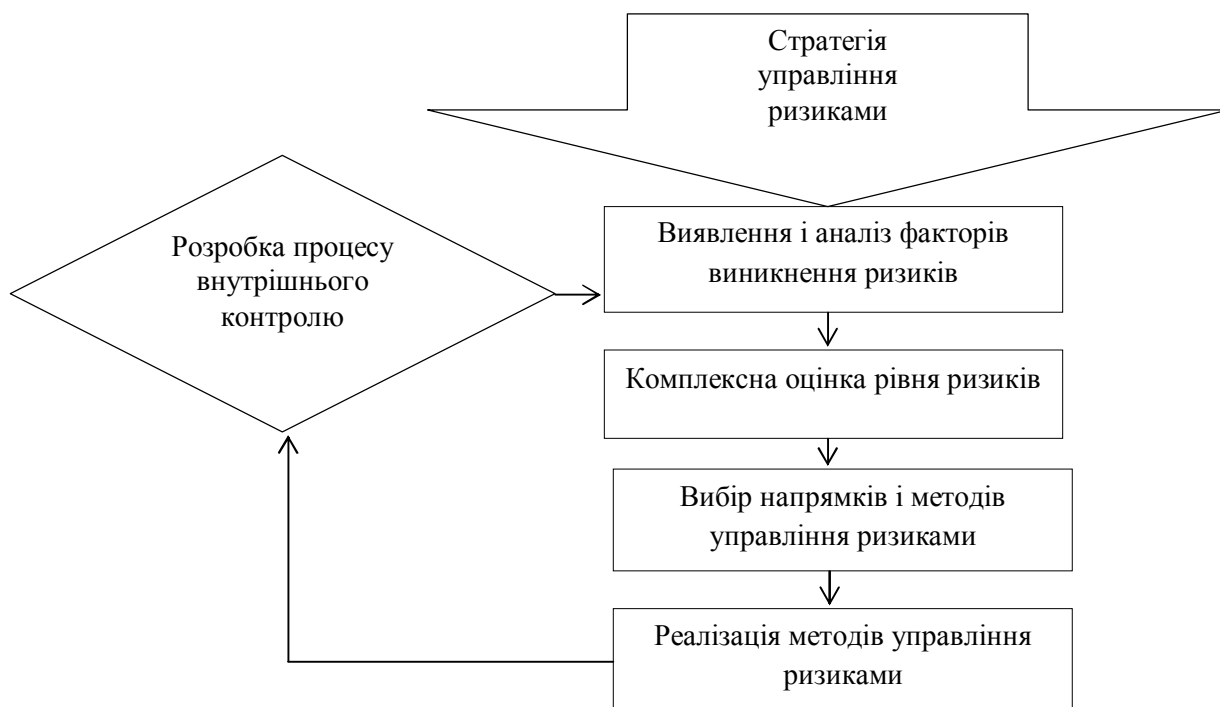 Стратегія
управління
ризиками
Розробка процесу
внутрішнього
контролю
Виявлення і аналіз факторів
виникнення ризиків
Комплексна оцінка рівня ризиків
Вибір напрямків і методів
управління ризиками
Реалізація методів управління
ризиками